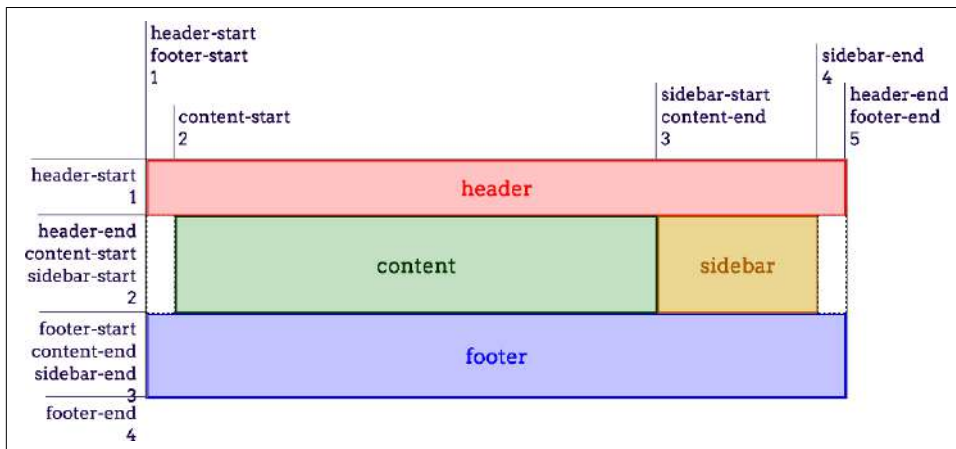 header-start
footer-start
1
content-start
2
sidebar-start
content-end
3
sidebar-end
4
header-end
footer-end
5
header-start
1
header
header-end
content-start
sidebar-start
2
content
sidebar
footer-start
content-end
sidebar-end
3
footer
footer-end
4